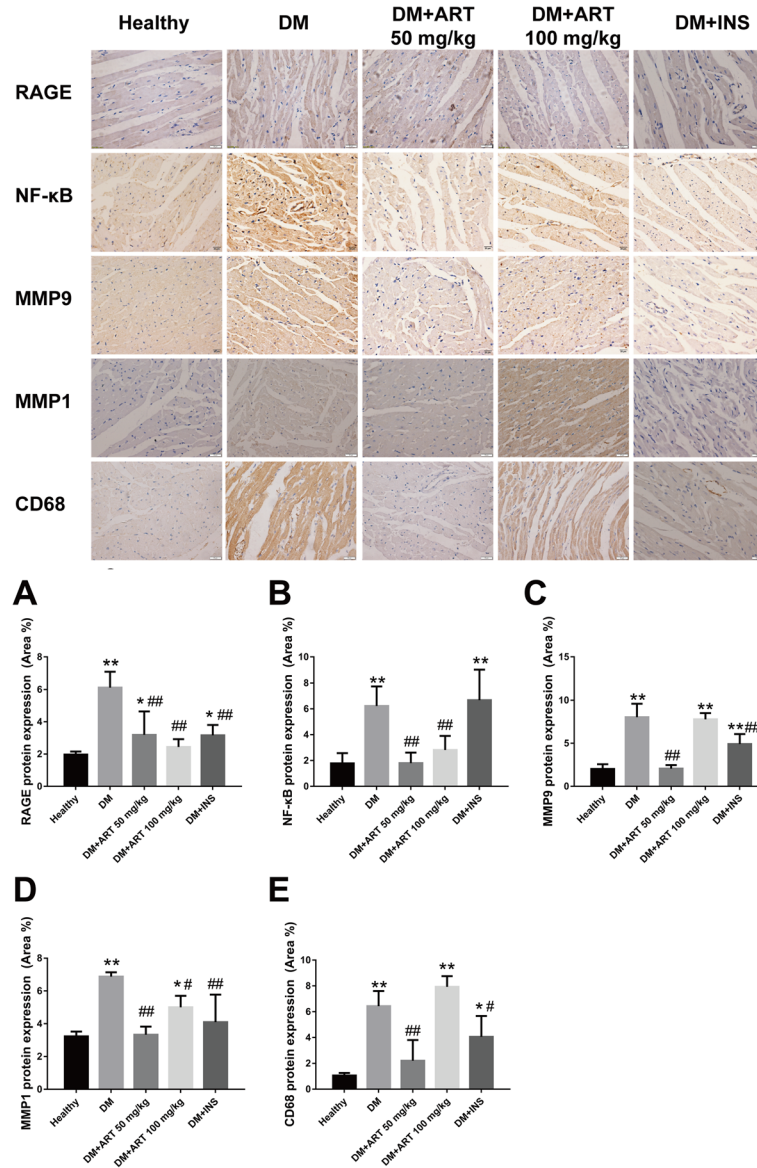 Healthy DM DM+ART 50 mg/kg DM+ART 100 mg/kg DM+INS
RAGE
NF-κB
MMP9
MMP1
CD68
A
RAGE protein expression (Area %)
8
6
4
2
0
**
* ##
##
* ##
Healthy
DM
DM+ART 50 mg/kg
DM+ART 100 mg/kg
DM+INS
B
NF-κB protein expression (Area %)
10
8
6
4
2
0
**
##
##
**
Healthy
DM
DM+ART 50 mg/kg
DM+ART 100 mg/kg
DM+INS
C
MMP9 protein expression (Area %)
15
10
5
0
**
##
**
**##
Healthy
DM
DM+ART 50 mg/kg
DM+ART 100 mg/kg
DM+INS
D
MMP1 protein expression (Area %)
8
6
4
2
0
**
##
* #
##
Healthy
DM
DM+ART 50 mg/kg
DM+ART 100 mg/kg
DM+INS
E
CD68 protein expression (Area %)
10
8
6
4
2
0
**
##
**
* #
Healthy
DM
DM+ART 50 mg/kg
DM+ART 100 mg/kg
DM+INS